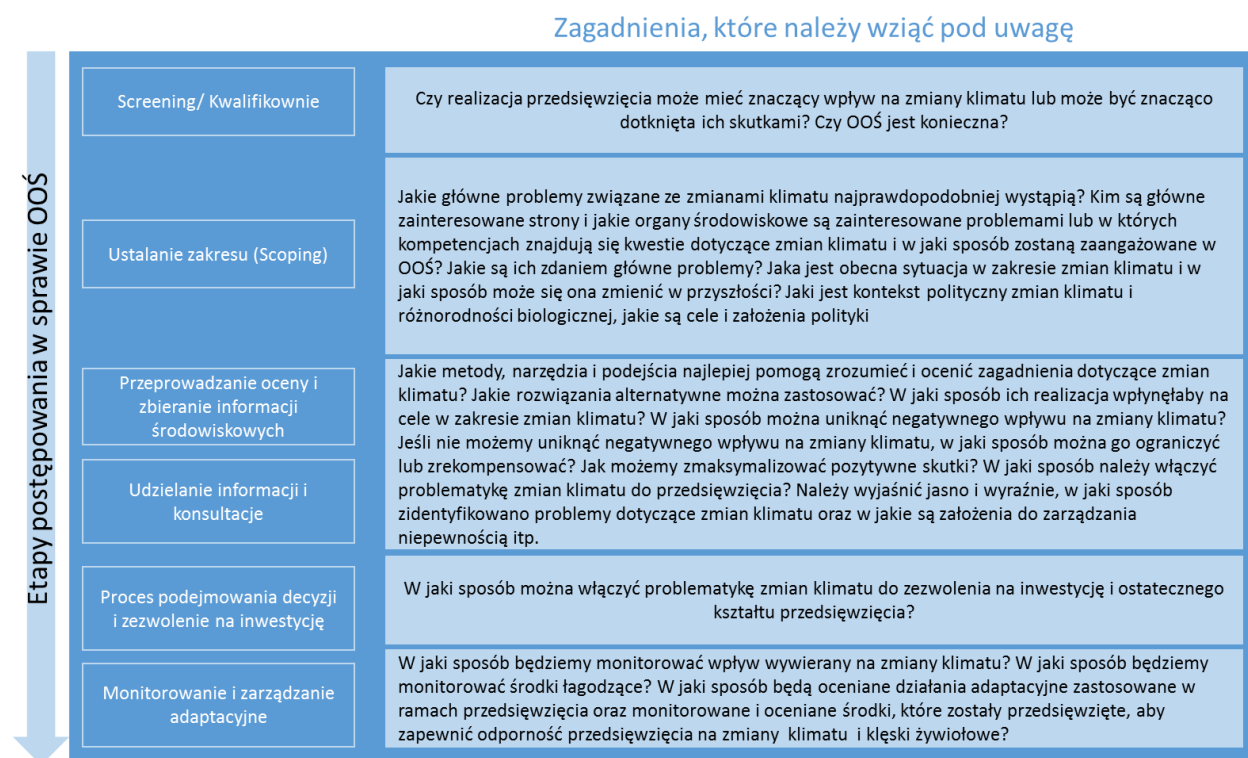 Zagadnienia, które należy wziąć pod uwagę
Etapy postępowania w sprawie OOŚ
Screening/ Kwalifikownie
Czy realizacja przedsięwzięcia może mieć znaczący wpływ na zmiany klimatu lub może być znacząco
dotknięta ich skutkami? Czy OOŚ jest konieczna?
Ustalanie zakresu (Scoping)
Jakie główne problemy związane ze zmianami klimatu najprawdopodobniej wystąpią? Kim są główne
zainteresowane strony i jakie organy środowiskowe są zainteresowane problemami lub w których
kompetencjach znajdują się kwestie dotyczące zmian klimatu i w jaki sposób zostaną zaangażowane w
OOŚ? Jakie są ich zdaniem główne problemy? Jaka jest obecna sytuacja w zakresie zmian klimatu i w
jaki sposób może się ona zmienić w przyszłości? Jaki jest kontekst polityczny zmian klimatu i
różnorodności biologicznej, jakie są cele i założenia polityki
Przeprowadzanie oceny i
zbieranie informacji
środowiskowych
Udzielanie informacji i
konsultacje
Jakie metody, narzędzia i podejścia najlepiej pomogą zrozumieć i ocenić zagadnienia dotyczące zmian
klimatu? Jakie rozwiązania alternatywne można zastosować? W jaki sposób ich realizacja wpłynęłaby na
cele w zakresie zmian klimatu? W jaki sposób można uniknąć negatywnego wpływu na zmiany klimatu?
Jeśli nie możemy uniknąć negatywnego wpływu na zmiany klimatu, w jaki sposób można go ograniczyć
lub zrekompensować? Jak możemy zmaksymalizować pozytywne skutki? W jaki sposób należy włączyć
problematykę zmian klimatu do przedsięwzięcia? Należy wyjaśnić jasno i wyraźnie, w jaki sposób
zidentyfikowano problemy dotyczące zmian klimatu oraz w jakie są założenia do zarządzania
niepewnością itp.
Proces podejmowania decyzji
i zezwolenie na inwestycję
W jaki sposób można włączyć problematykę zmian klimatu do zezwolenia na inwestycję i ostatecznego
kształtu przedsięwzięcia?
Monitorowanie i zarządzanie
adaptacyjne
W jaki sposób będziemy monitorować wpływ wywierany na zmiany klimatu? W jaki sposób będziemy
monitorować środki łagodzące? W jaki sposób będą oceniane działania adaptacyjne zastosowane w
ramach przedsięwzięcia oraz monitorowane i oceniane środki, które zostały przedsięwzięte, aby
zapewnić odporność przedsięwzięcia na zmiany klimatu i klęski żywiołowe?